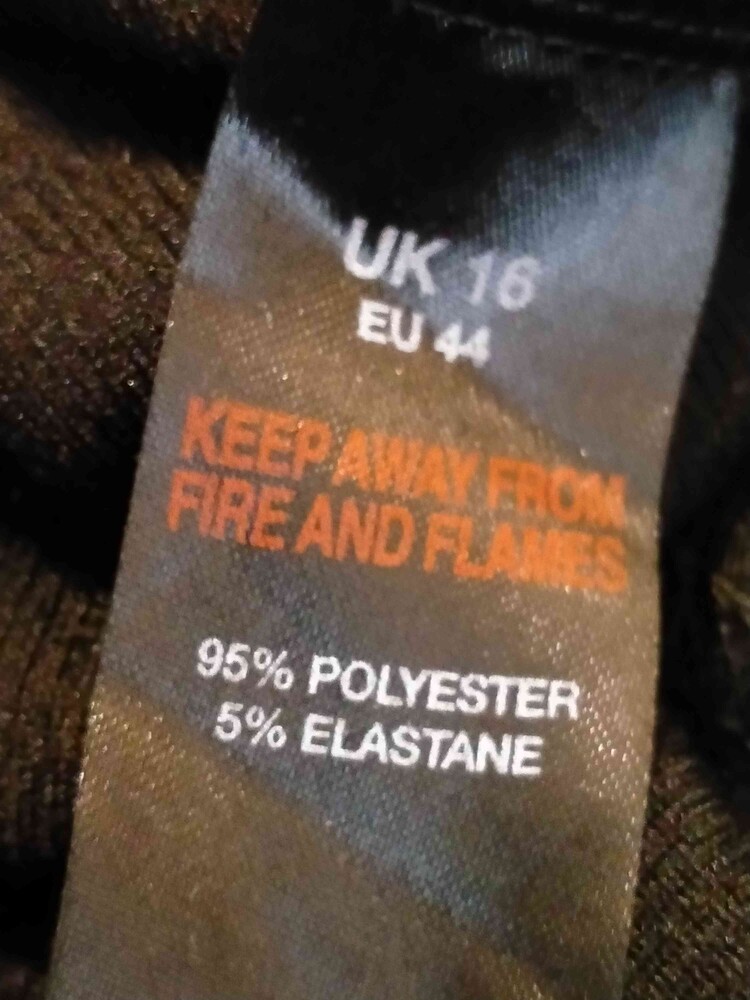 UK 16
EU 44
KEEP AWAY FROM
FIRE AND FLAMES
95% POLYESTER
5% ELASTANE